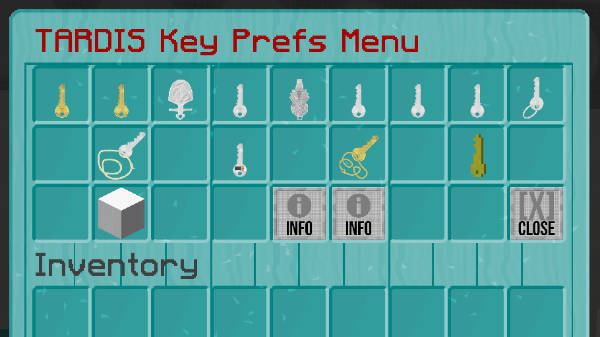 TARDIS Key Prefs Menu
i i [X]
INFO INFO CLOSE
Inventory